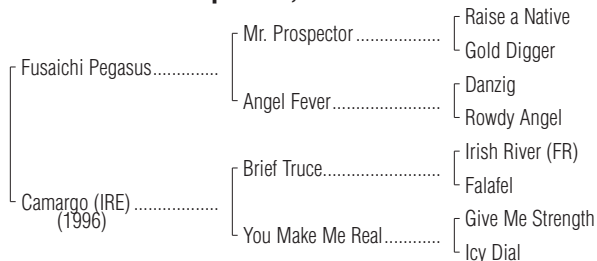 Fusaichi Pegasus..............
Camargo (IRE) ..................
(1996)
Mr. Prospector ..................
Angel Fever.......................
Brief Truce.........................
You Make Me Real............
Raise a Native
Gold Digger
Danzig
Rowdy Angel
Irish River (FR)
Falafel
Give Me Strength
Icy Dial